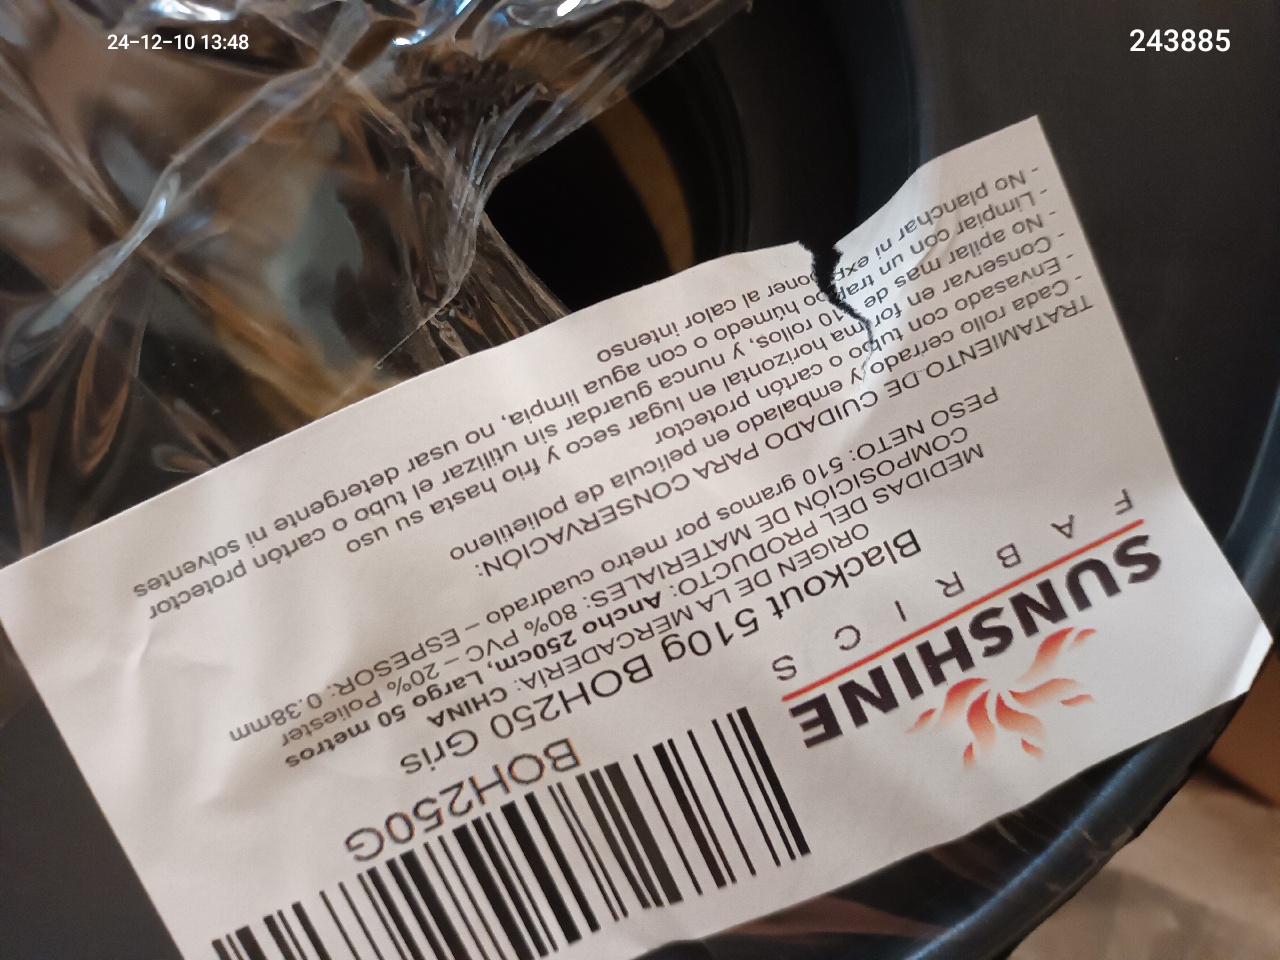 24-12-10 13:48
243885
SUNSHINE
FABRICS
BOH250G
Blackout 510g BOH250 Gris
ORIGEN DE LA MERCADERIA: CHINA
MEDIDAS DEL PRODUCTO: Ancho 250cm, Largo 50 metros
COMPOSICIÓN DE MATERIALES: 80% PVC – 20% Poliester
PESO NETO: 510 gramos por metro cuadrado – ESPESOR: 0.38mm
TRATAMIENTO DE CUIDADO PARA CONSERVACIÓN:
- Cada rollo cerrado y embalado en película de polietileno
- Envasado con tubo o cartón protector
- Conservar en forma horizontal en lugar seco y frio hasta su uso
- No apilar mas de 10 rollos, y nunca guardar sin utilizar el tubo o cartón protector
- Limpiar con un trapo húmedo o con agua limpia, no usar detergente ni solventes
- No planchar ni exponer al calor intenso